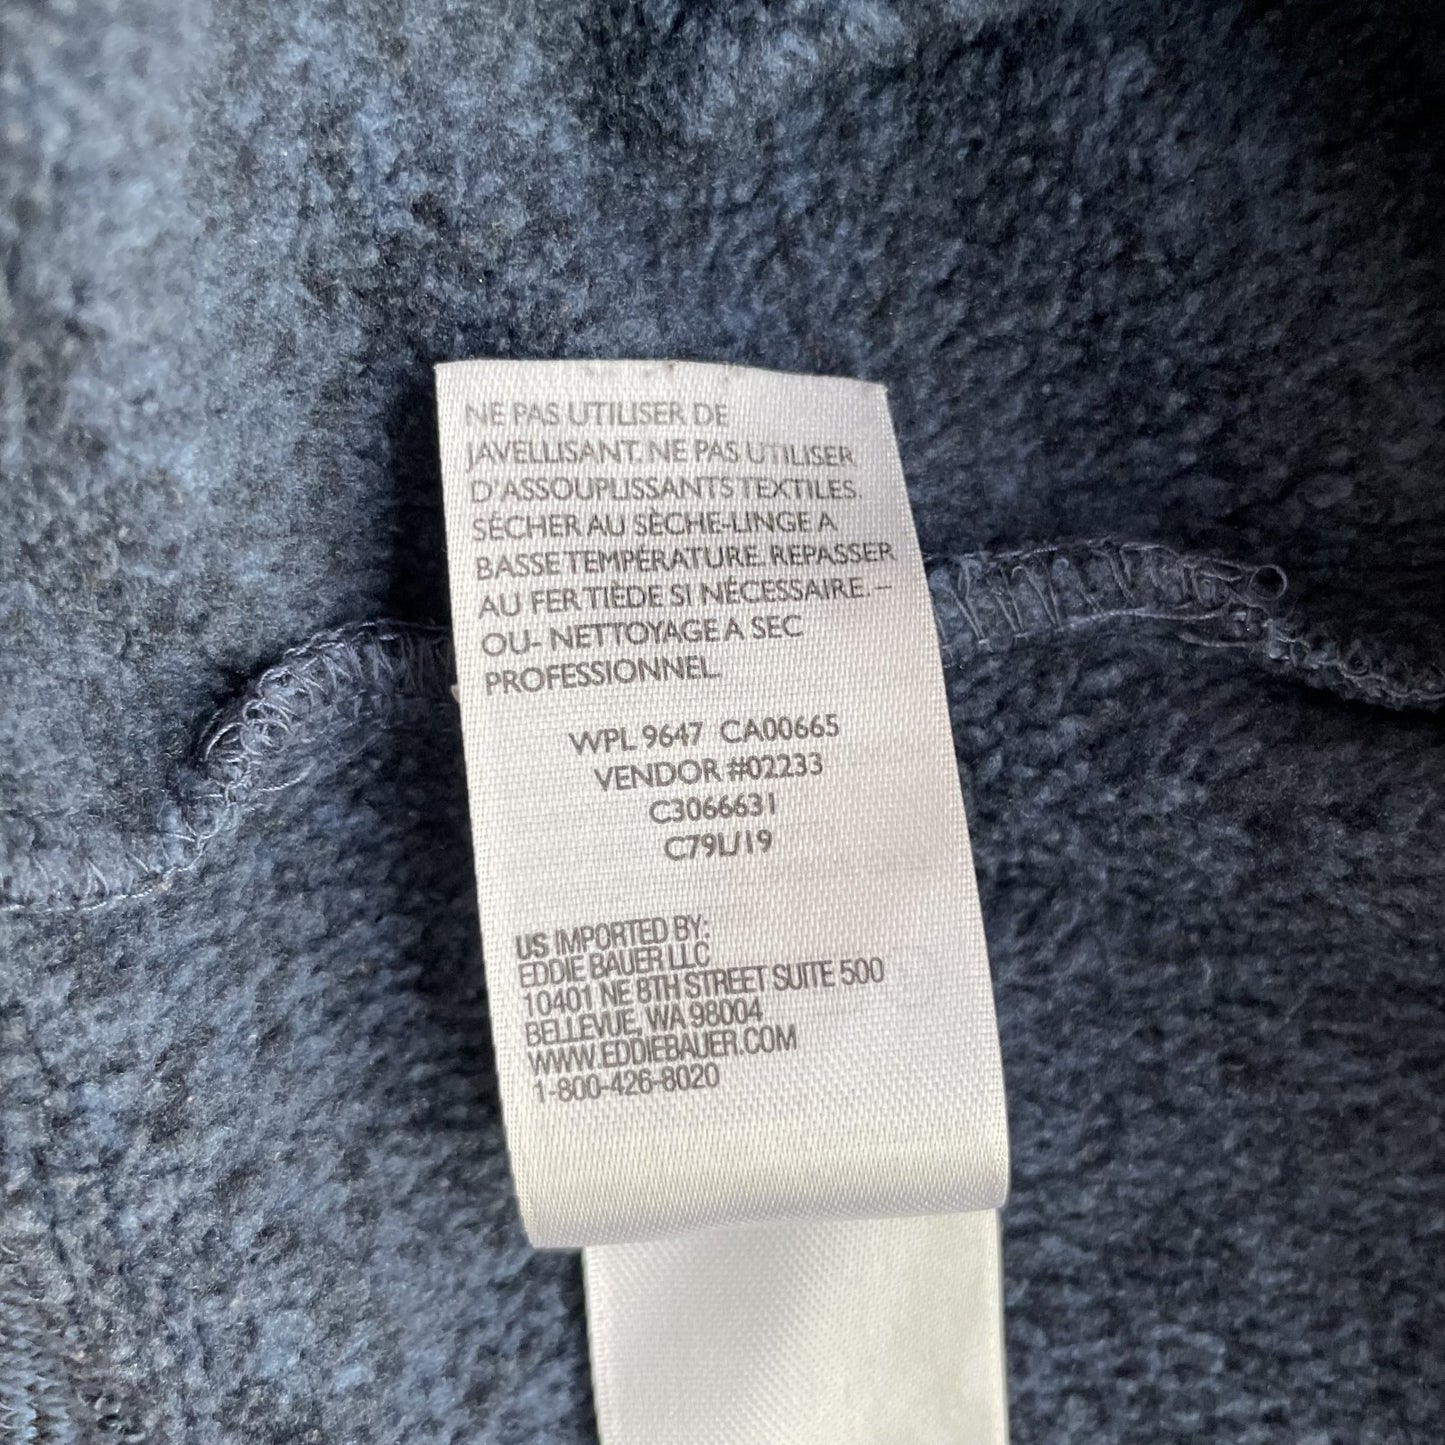 NE PAS UTILISER DE
JAVELLISANT. NE PAS UTILISER
D'ASSOUPLISSANTS TEXTILES.
SÉCHER AU SÈCHE-LINGE A
BASSE TEMPÉRATURE. REPASSER
AU FER TIÈDE SI NÉCESSAIRE. –
OU- NETTOYAGE A SEC
PROFESSIONNEL.
WPL 9647 CA00665
VENDOR #02233
C3066631
C79L/19
US IMPORTED BY:
EDDIE BAUER LLC
10401 NE 8TH STREET SUITE 500
BELLEVUE, WA 98004
WWW.EDDIEBAUER.COM
1-800-426-8020